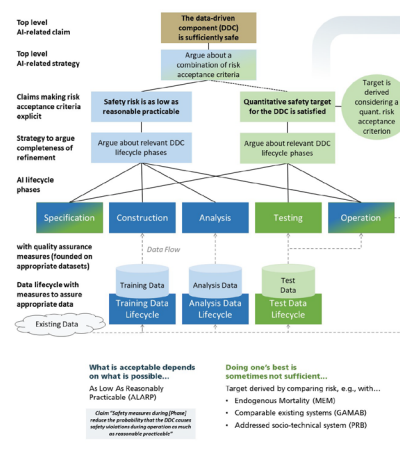 Top level
AI-related claim
The data-driven
component (DDC)
is sufficiently safe
Top level
AI-related strategy
Argue about a
combination of risk
acceptance criteria
Target is
derived
considering a
quant. risk
acceptance
criterion
Claims making risk
acceptance criteria
explicit
Safety risk is as low as
reasonable practicable
Quantitative safety target
for the DDC is satisfied
Strategy to argue
completeness of
refinement
Argue about relevant DDC
lifecycle phases
Argue about relevant DDC
lifecycle phases
AI lifecycle
phases
Specification
Construction
Analysis
Testing
Operation
with quality assurance
measures (founded on
appropriate datasets)
Data Flow
Data lifecycle with
measures to assure
appropriate data
Training Data
Analysis Data
Test
Data
Training Data
Lifecycle
Analysis Data
Lifecycle
Test Data
Lifecycle
Existing Data
What is acceptable depends
on what is possible...
As Low As Reasonably
Practicable (ALARP)
Claim "Safety measures during [Phase]
reduce the probability that the DDC causes
safety violations during operation as much
as reasonable practicable"
Doing one's best is
sometimes not sufficient...
Target derived by comparing risk, e.g., with...
• Endogenous Mortality (MEM)
• Comparable existing systems (GAMAB)
• Addressed socio-technical system (PRB)